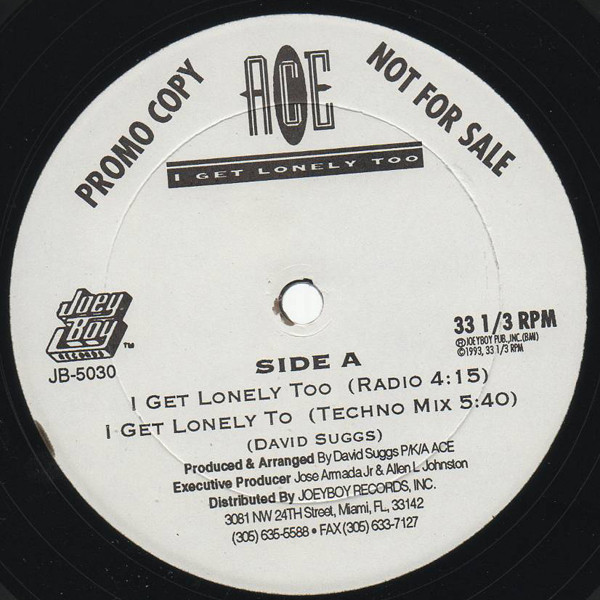 PROMO COPY
ACE
NOT FOR SALE
I GET LONELY TOO
Joey
Boy
RECORDS
TM
JB-5030
33 1/3 RPM
Ⓟ JOEYBOY PUB., INC. (BMI)
©1993, 33 1/3 RPM
SIDE A
I GET LONELY TOO (RADIO 4:15)
I GET LONELY TO (TECHNO MIX 5:40)
(DAVID SUGGS)
Produced & Arranged By David Suggs P/K/A ACE
Executive Producer Jose Armada Jr & Allen L Johnston
Distributed By JOEYBOY RECORDS, INC.
3081 NW 24TH Street, Miami, FL, 33142
(305) 635-5588 • FAX (305) 633-7127